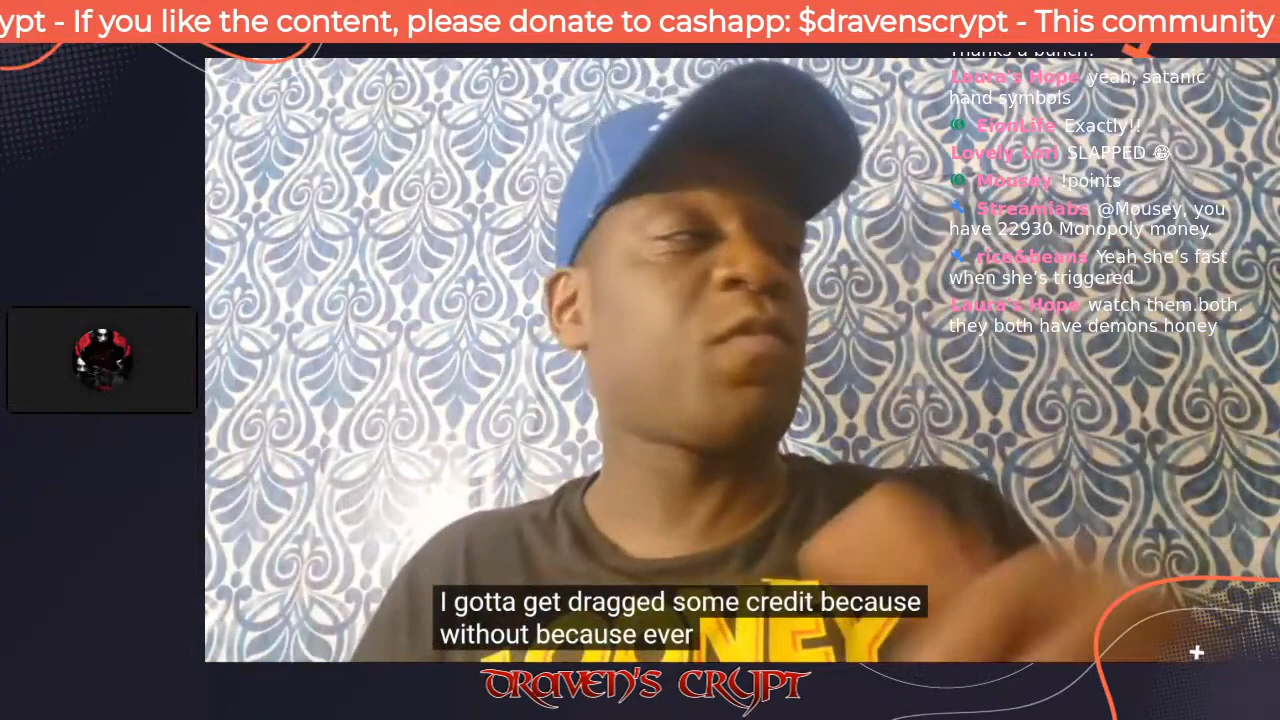 ypt - If you like the content, please donate to cashapp: $dravenscrypt - This community
Thanks a bunch!
Laura's Hope yeah, satanic
hand symbols
EionLife Exactly!!
Lovely Lori SLAPPED 😂
Mousey !points
Streamlabs @Mousey, you
have 22930 Monopoly money.
rice&beans Yeah she's fast
when she's triggered
Laura's Hope watch them.both.
they both have demons honey
I gotta get dragged some credit because
without because ever
DRAVEN'S CRYPT